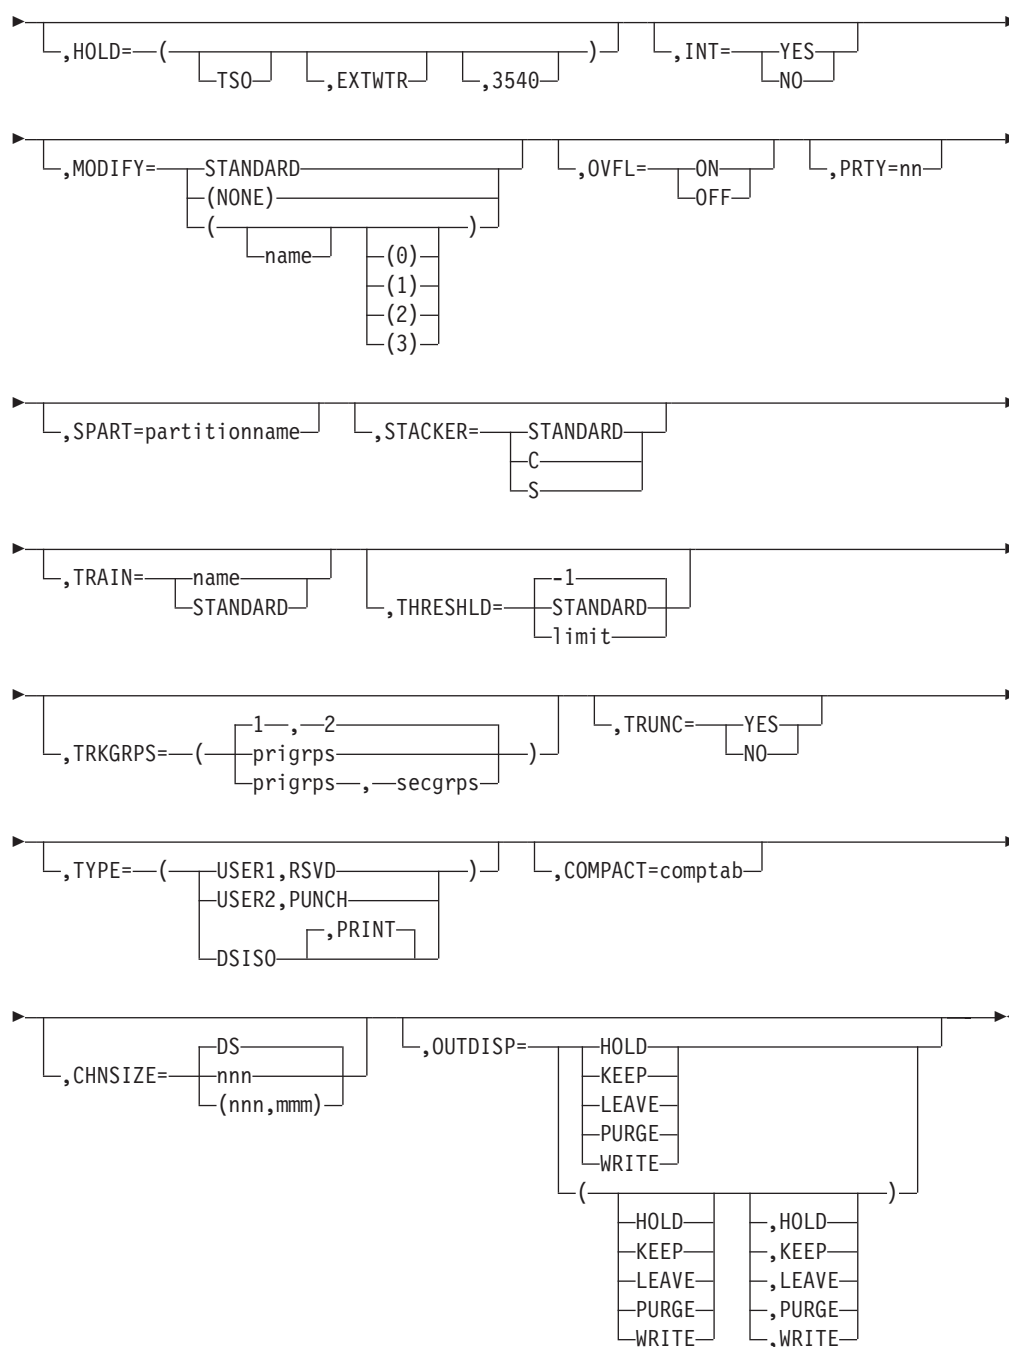 ,HOLD= ( TSO ,EXTWTR ,3540 ) ,INT= YES
NO
,MODIFY= STANDARD ,OVFL= ON ,PRTY=nn
(NONE) OFF
( name (0) )
(1)
(2)
(3)
,SPART=partitionname ,STACKER= STANDARD
C
S
,TRAIN= name ,THRESHLD= -1
STANDARD STANDARD
limit
,TRKGRPS= ( 1 , 2 ) ,TRUNC= YES
prigrps NO
prigrps , secgrps
,TYPE= ( USER1,RSVD ) ,COMPACT=comptab
USER2,PUNCH
DSISO ,PRINT
,CHNSIZE= DS ,OUTDISP= HOLD
nnn KEEP
(nnn,mmm) LEAVE
PURGE
WRITE
( )
HOLD ,HOLD
KEEP ,KEEP
LEAVE ,LEAVE
PURGE ,PURGE
WRITE ,WRITE